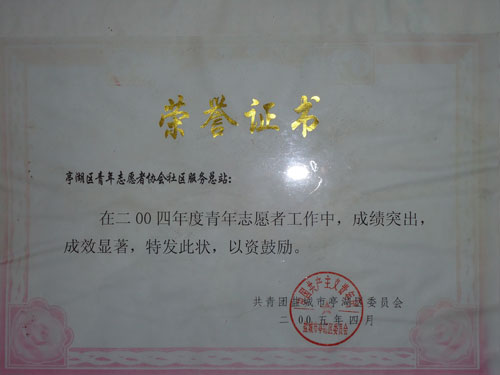 荣誉证书
亭湖区青年志愿者协会社区服务总站：
在二00四年度青年志愿者工作中，成绩突出，
成效显著，特发此状，以资鼓励。
共青团盐城市亭湖区委员会
二00五年四月